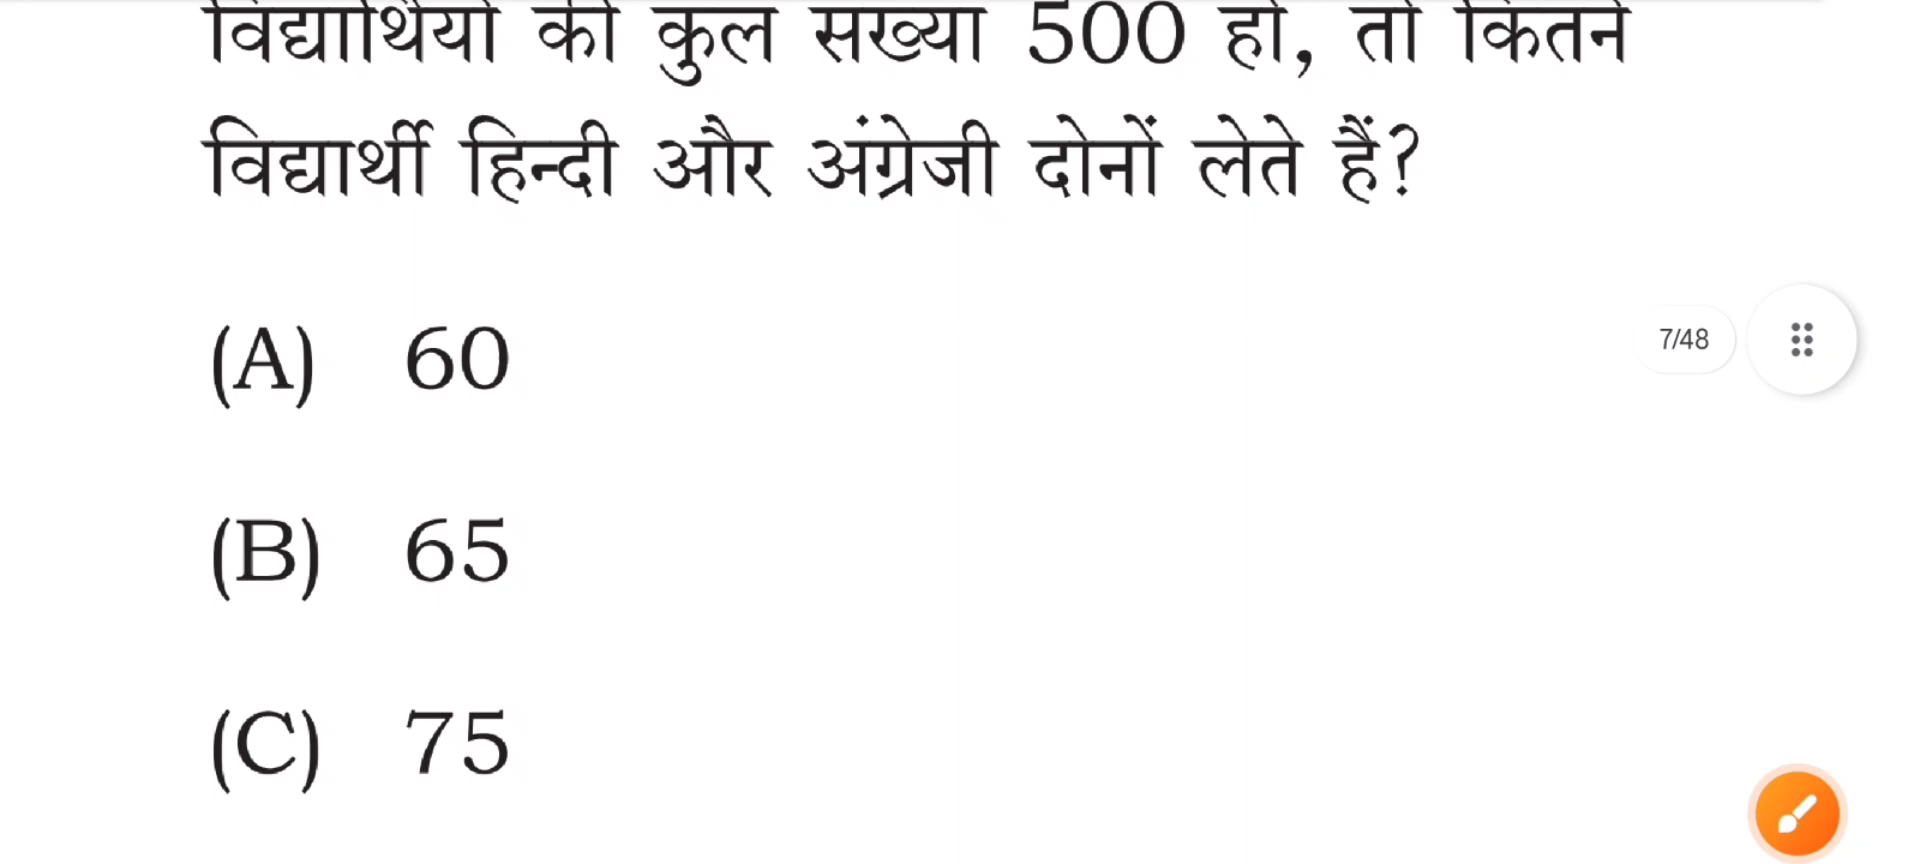 विद्यार्थियों की कुल संख्या 500 हो, तो कितने
विद्यार्थी हिन्दी और अंग्रेजी दोनों लेते हैं?
(A) 60
7/48
(B) 65
(C) 75